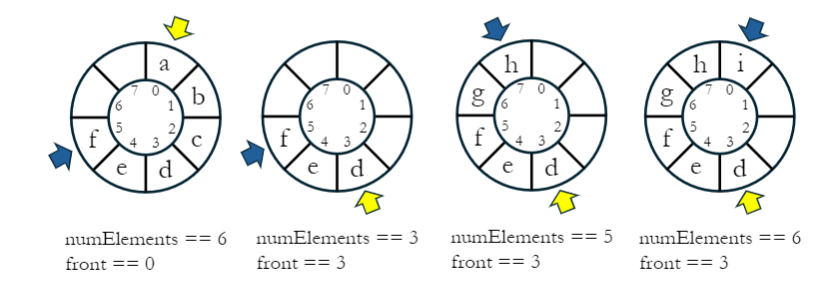 a
b
c
d
e
f
0
1
2
3
4
5
6
7
numElements == 6
front == 0
d
e
f
0
1
2
3
4
5
6
7
numElements == 3
front == 3
d
e
f
g
h
0
1
2
3
4
5
6
7
numElements == 5
front == 3
d
e
f
g
h
i
0
1
2
3
4
5
6
7
numElements == 6
front == 3